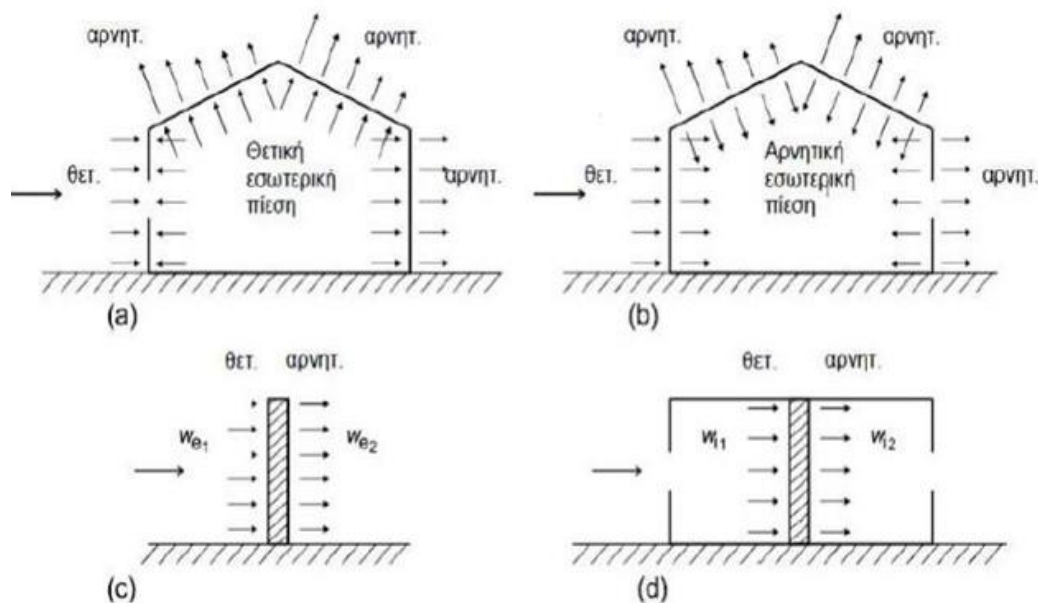 αρνητ.
αρνητ.
θετ.
Θετική
εσωτερική
πίεση
αρνητ.
(a)
αρνητ.
αρνητ.
θετ.
Αρνητική
εσωτερική
πίεση
αρνητ.
(b)
θετ. αρνητ.
we1
we2
(c)
θετ. αρνητ.
wi1
wi2
(d)